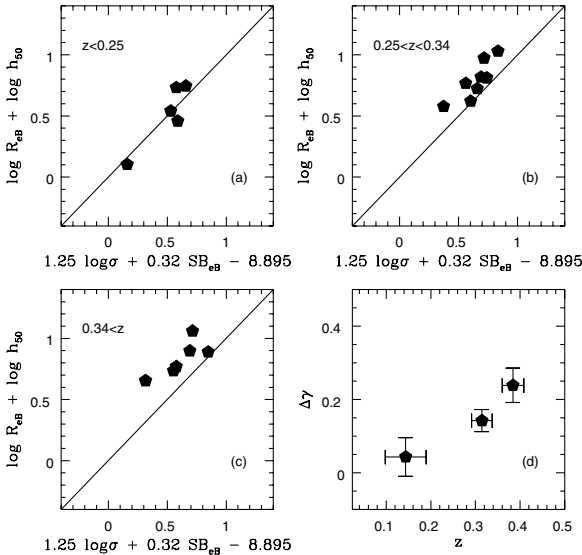 z<0.25
1
0.5
0
log R_eB + log h_50
(a)
0 0.5 1
1.25 logσ + 0.32 SB_eB − 8.895
0.25<z<0.34
1
0.5
0
log R_eB + log h_50
(b)
0 0.5 1
1.25 logσ + 0.32 SB_eB − 8.895
0.34<z
1
0.5
0
log R_eB + log h_50
(c)
0 0.5 1
1.25 logσ + 0.32 SB_eB − 8.895
0.4
0.2
0
Δγ
(d)
0.1 0.2 0.3 0.4 0.5
z